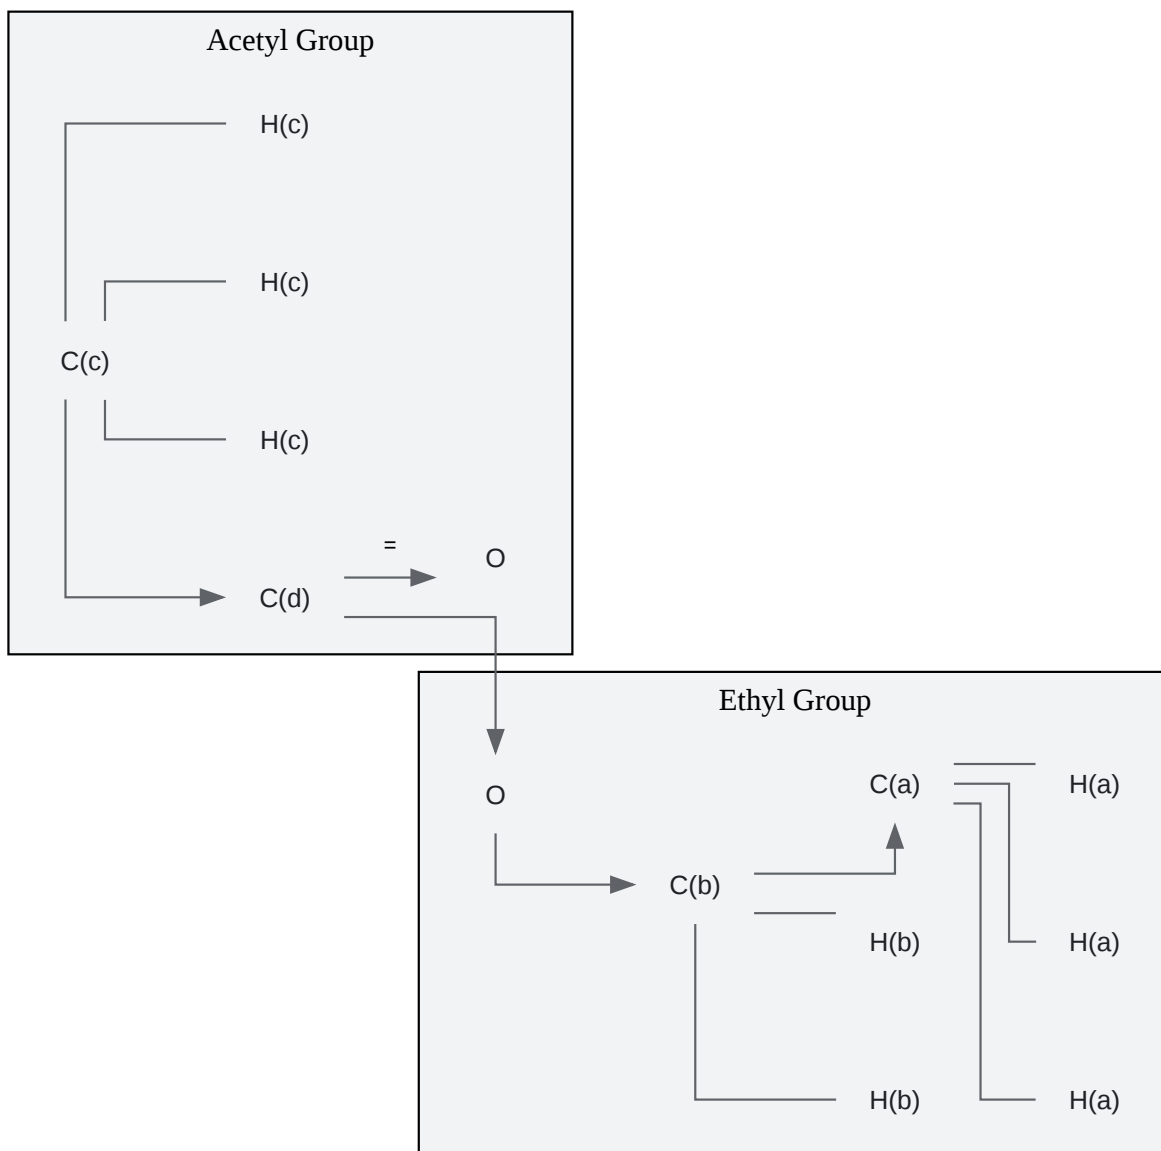 Acetyl Group
H(c)
H(c)
C(c)
H(c)
=
O
C(d)
Ethyl Group
O
C(a)
H(a)
C(b)
H(b)
H(a)
H(b)
H(a)